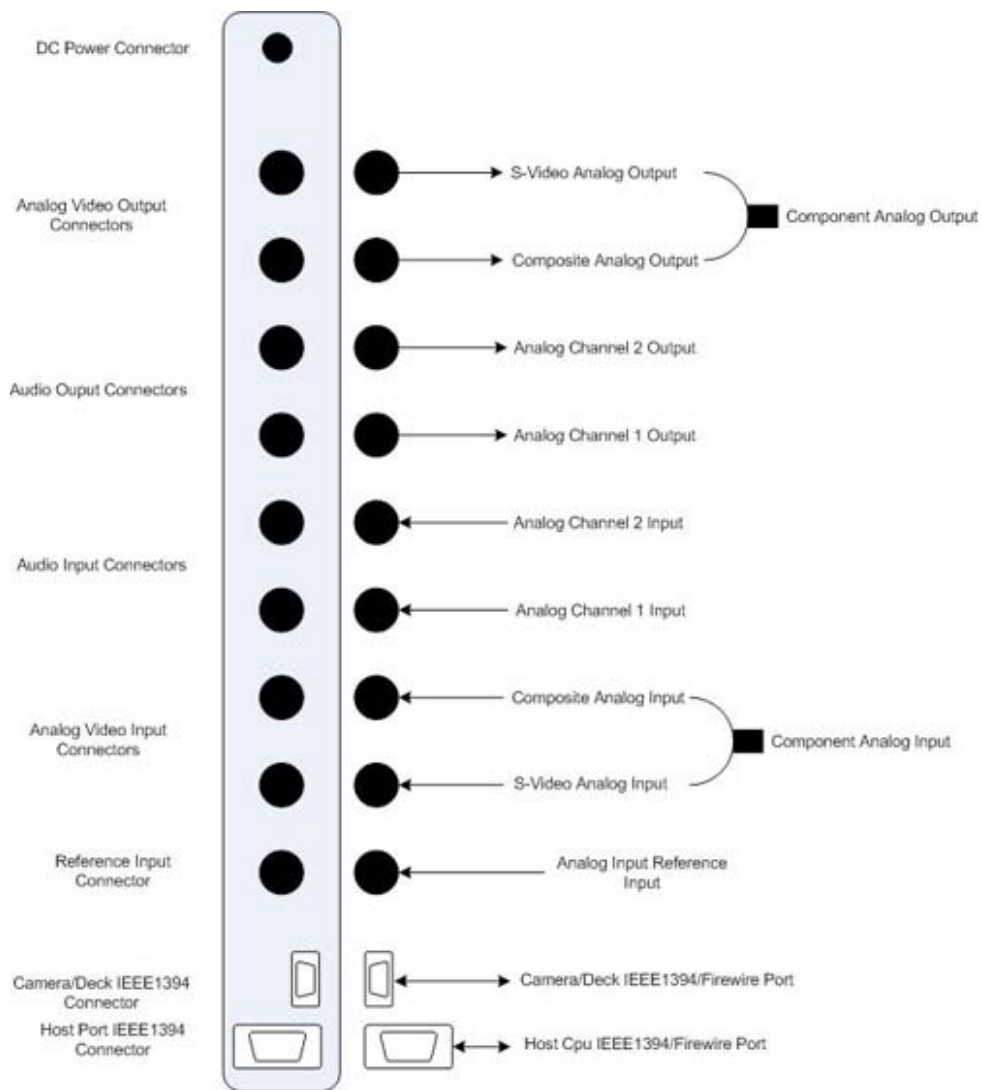 DC Power Connector
S-Video Analog Output
Analog Video Output
Connectors
Component Analog Output
Composite Analog Output
Analog Channel 2 Output
Audio Ouput Connectors
Analog Channel 1 Output
Analog Channel 2 Input
Audio Input Connectors
Analog Channel 1 Input
Composite Analog Input
Analog Video Input
Connectors
Component Analog Input
S-Video Analog Input
Reference Input
Connector
Analog Input Reference
Input
Camera/Deck IEEE1394
Connector
Camera/Deck IEEE1394/Firewire Port
Host Port IEEE1394
Connector
Host Cpu IEEE1394/Firewire Port